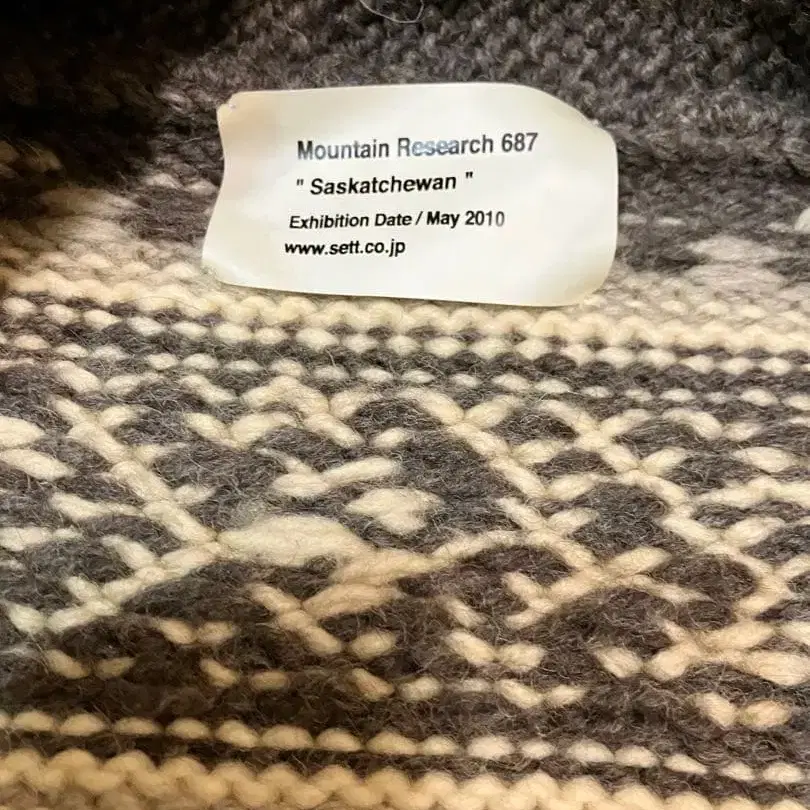 Mountain Research 687
" Saskatchewan "
Exhibition Date / May 2010
www.sett.co.jp